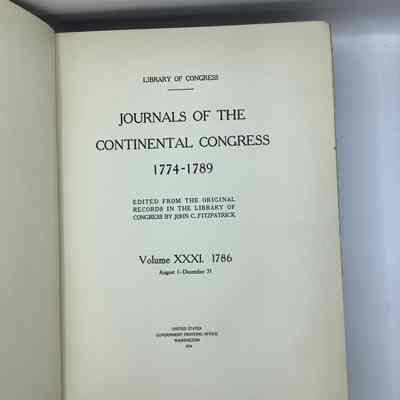 LIBRARY OF CONGRESS
JOURNALS OF THE
CONTINENTAL CONGRESS
1774-1789
EDITED FROM THE ORIGINAL
RECORDS IN THE LIBRARY OF
CONGRESS BY JOHN C. FITZPATRICK
Volume XXXI. 1786
August 1-December 31
UNITED STATES
GOVERNMENT PRINTING OFFICE
WASHINGTON